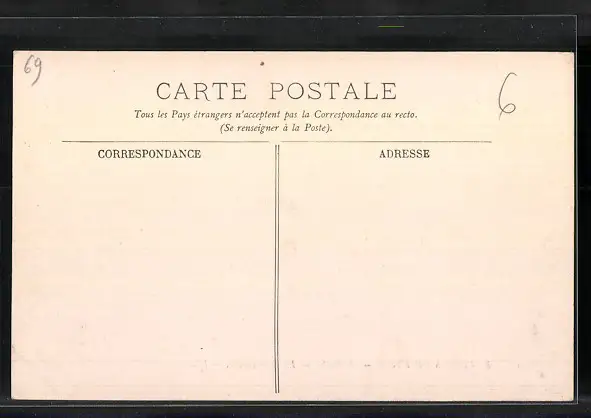 69
CARTE POSTALE
6
Tous les Pays étrangers n'acceptent pas la Correspondance au recto.
(Se renseigner à la Poste).
CORRESPONDANCE
ADRESSE